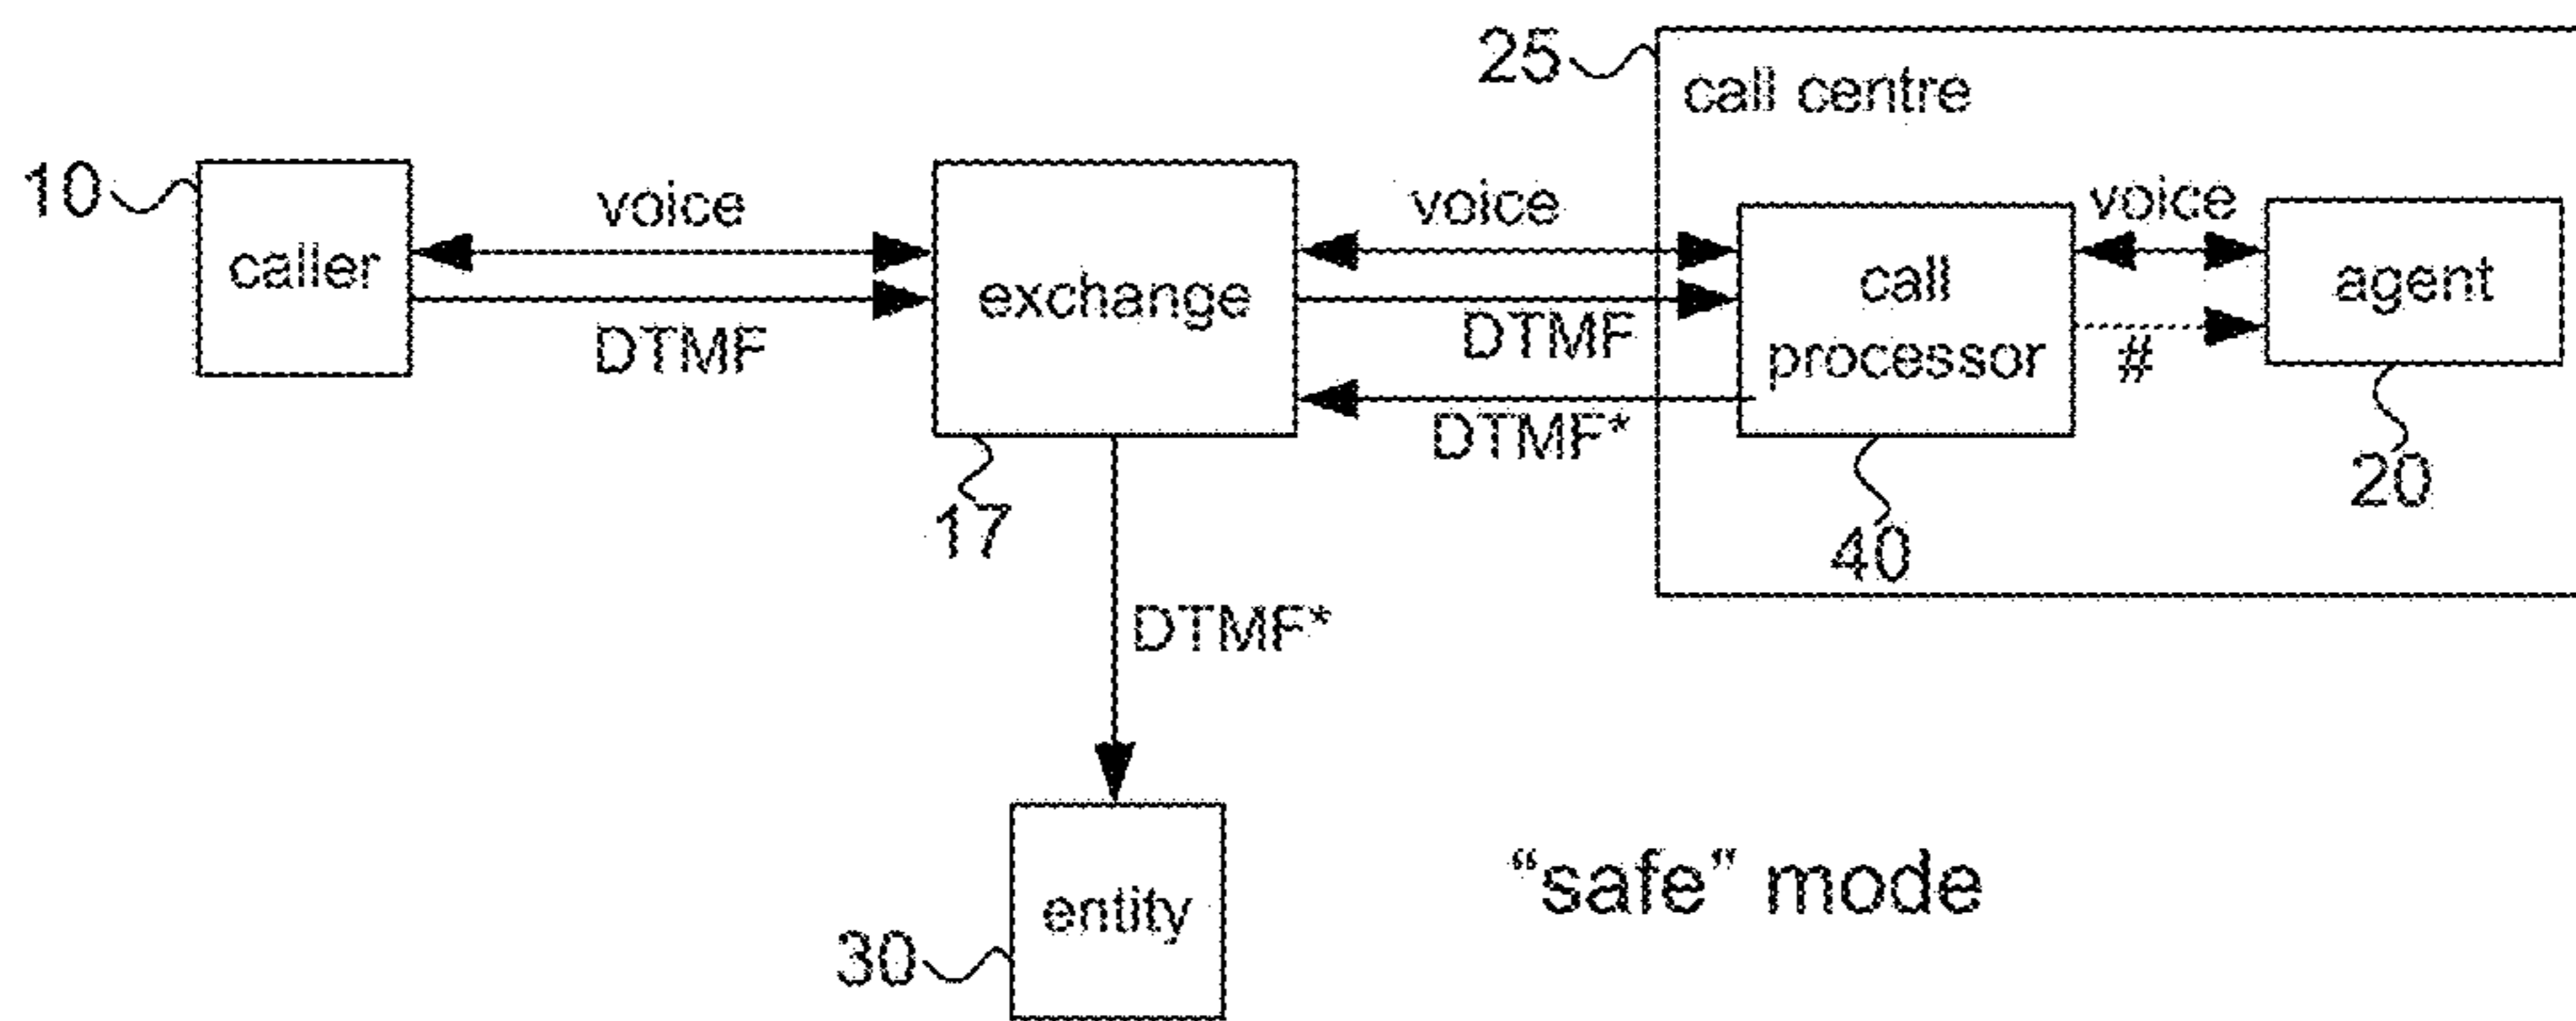 25
call centre
10
caller
voice
DTMF
exchange
17
voice
DTMF
DTMF*
call
processor
40
voice
#
agent
20
DTMF*
entity
30
“safe” mode